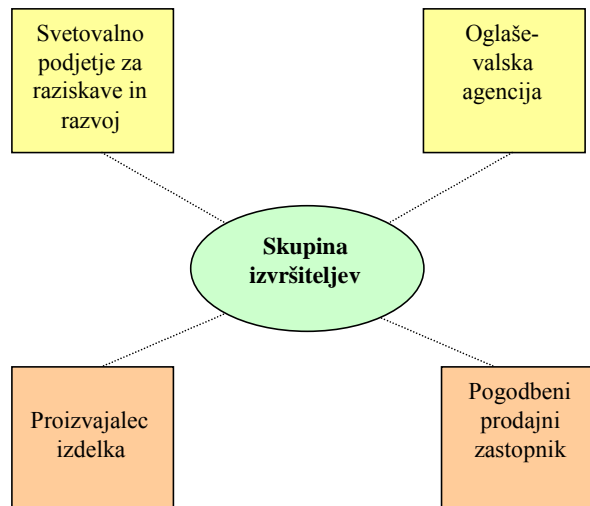 Svetovalno
podjetje za
raziskave in
razvoj
Oglaše-
valska
agencija
Skupina
izvršiteljev
Proizvajalec
izdelka
Pogodbeni
prodajni
zastopnik